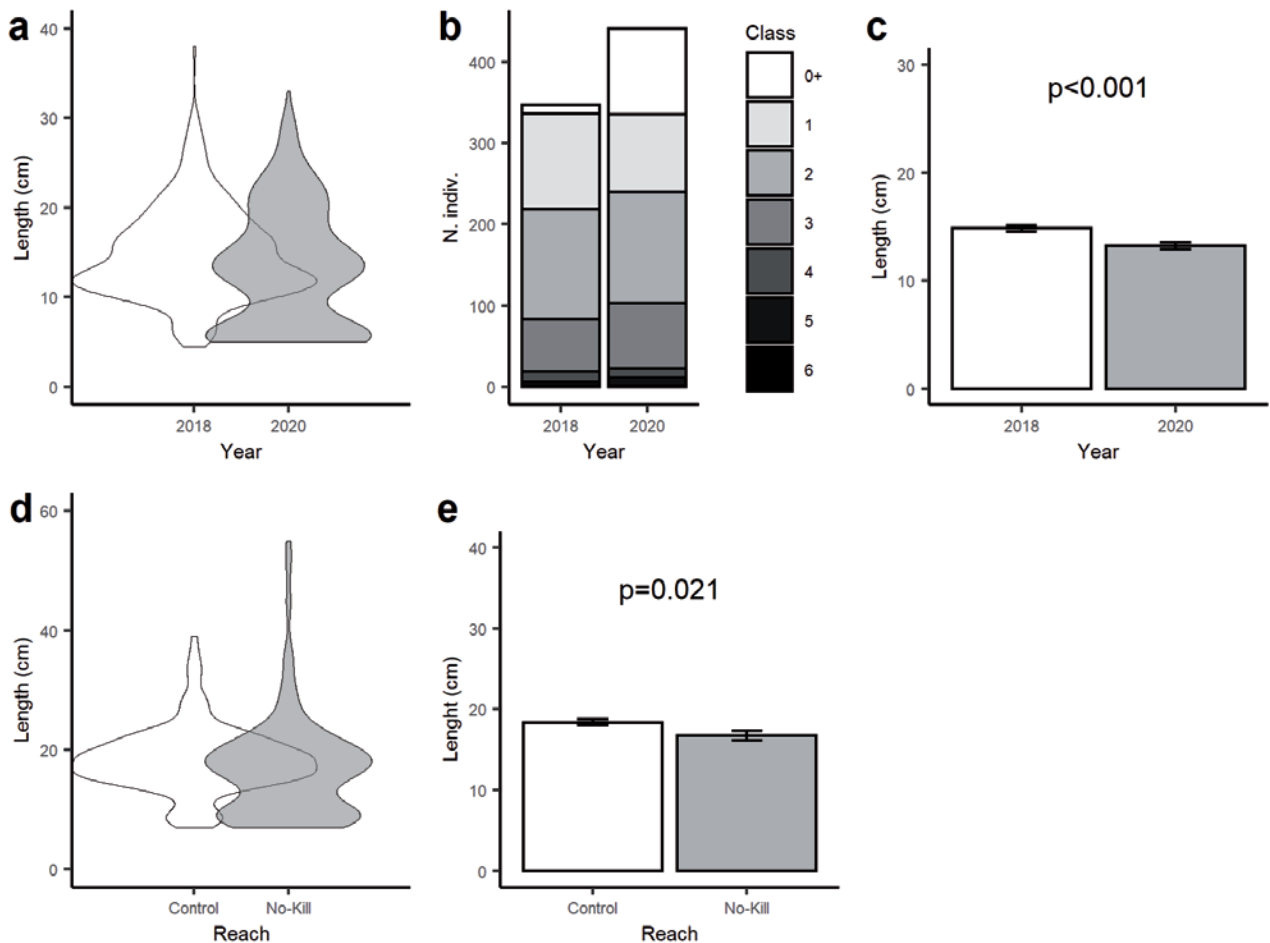 a
40
30
20
10
0
Length (cm)
2018 2020
Year
b
400
300
200
100
0
N. indiv.
2018 2020
Year
Class
0+
1
2
3
4
5
6
c
30
20
10
0
Length (cm)
p<0.001
2018 2020
Year
d
60
40
20
0
Length (cm)
Control No-Kill
Reach
e
40
30
20
10
0
Lenght (cm)
p=0.021
Control No-Kill
Reach